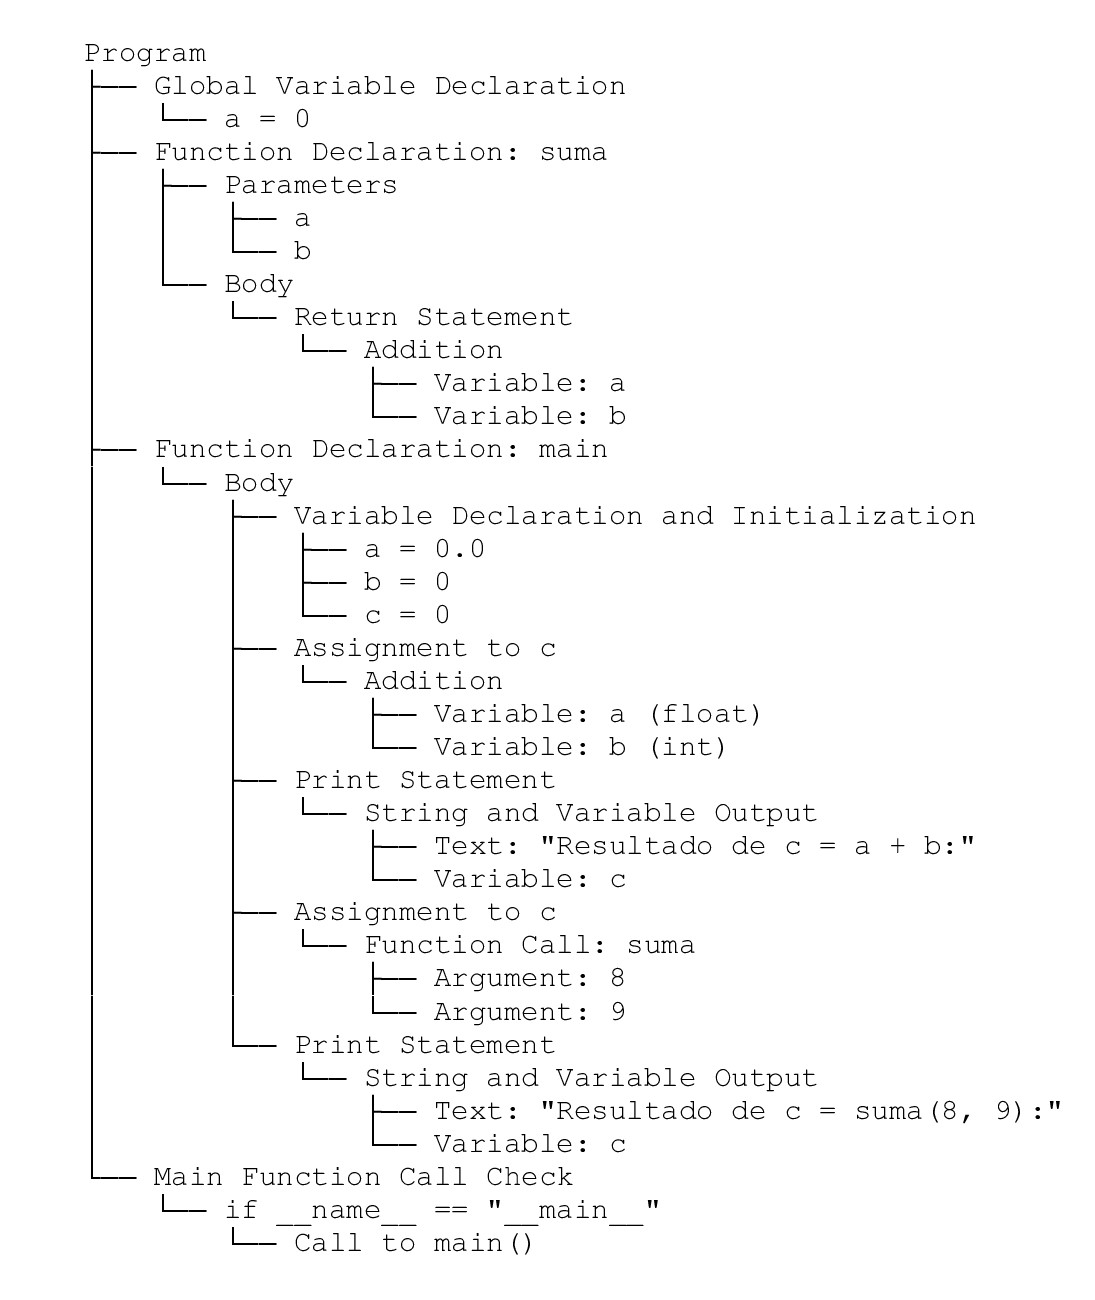 Program
├── Global Variable Declaration
│   └── a = 0
├── Function Declaration: suma
│   ├── Parameters
│   │   ├── a
│   │   └── b
│   └── Body
│       └── Return Statement
│           └── Addition
│               ├── Variable: a
│               └── Variable: b
├── Function Declaration: main
│   └── Body
│       ├── Variable Declaration and Initialization
│       │   ├── a = 0.0
│       │   ├── b = 0
│       │   └── c = 0
│       ├── Assignment to c
│       │   └── Addition
│       │       ├── Variable: a (float)
│       │       └── Variable: b (int)
│       ├── Print Statement
│       │   └── String and Variable Output
│       │       ├── Text: "Resultado de c = a + b:"
│       │       └── Variable: c
│       ├── Assignment to c
│       │   └── Function Call: suma
│       │       ├── Argument: 8
│       │       └── Argument: 9
│       └── Print Statement
│           └── String and Variable Output
│               ├── Text: "Resultado de c = suma(8, 9):"
│               └── Variable: c
└── Main Function Call Check
    └── if __name__ == "__main__"
        └── Call to main()